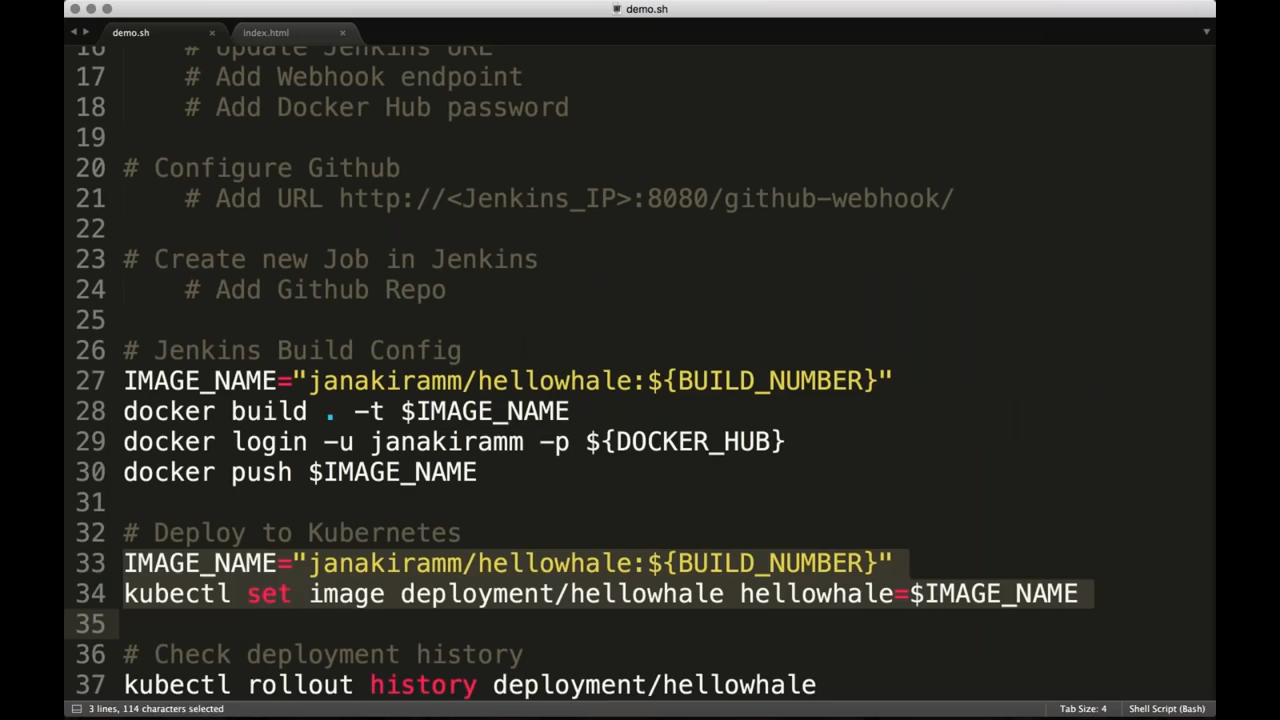 demo.sh
demo.sh
index.html
16 # Update Jenkins URL
17 # Add Webhook endpoint
18 # Add Docker Hub password
19
20 # Configure Github
21 # Add URL http://<Jenkins_IP>:8080/github-webhook/
22
23 # Create new Job in Jenkins
24 # Add Github Repo
25
26 # Jenkins Build Config
27 IMAGE_NAME="janakiramm/hellowhale:${BUILD_NUMBER}"
28 docker build . -t $IMAGE_NAME
29 docker login -u janakiramm -p ${DOCKER_HUB}
30 docker push $IMAGE_NAME
31
32 # Deploy to Kubernetes
33 IMAGE_NAME="janakiramm/hellowhale:${BUILD_NUMBER}"
34 kubectl set image deployment/hellowhale hellowhale=$IMAGE_NAME
35
36 # Check deployment history
37 kubectl rollout history deployment/hellowhale
3 lines, 114 characters selected
Tab Size: 4
Shell Script (Bash)